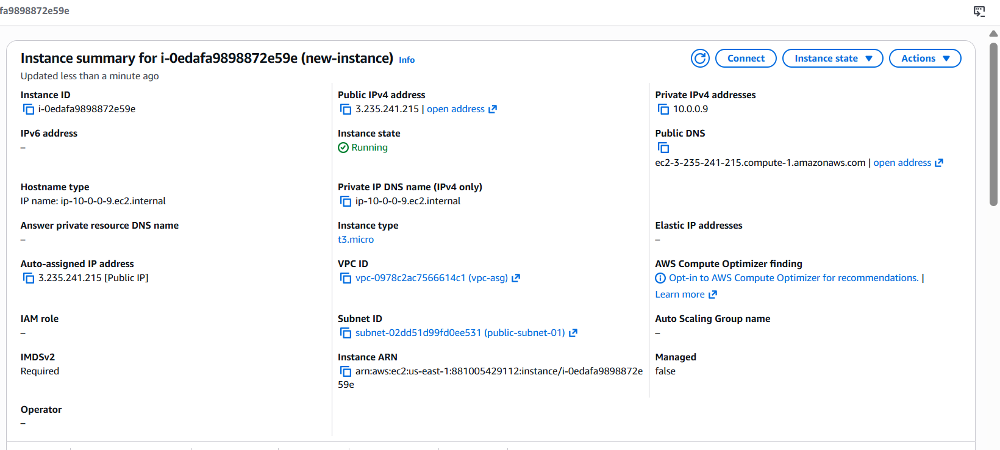 fa9898872e59e
Instance summary for i-0edafa9898872e59e (new-instance) Info
Connect
Instance state
Actions
Updated less than a minute ago
Instance ID
i-0edafa9898872e59e
Public IPv4 address
3.235.241.215 | open address
Private IPv4 addresses
10.0.0.9
IPv6 address
–
Instance state
Running
Public DNS
ec2-3-235-241-215.compute-1.amazonaws.com | open address
Hostname type
IP name: ip-10-0-0-9.ec2.internal
Private IP DNS name (IPv4 only)
ip-10-0-0-9.ec2.internal
Answer private resource DNS name
–
Instance type
t3.micro
Elastic IP addresses
–
Auto-assigned IP address
3.235.241.215 [Public IP]
VPC ID
vpc-0978c2ac7566614c1 (vpc-asg)
AWS Compute Optimizer finding
Opt-in to AWS Compute Optimizer for recommendations. |
Learn more
IAM role
–
Subnet ID
subnet-02dd51d99fd0ee531 (public-subnet-01)
Auto Scaling Group name
–
IMDSv2
Required
Instance ARN
arn:aws:ec2:us-east-1:881005429112:instance/i-0edafa9898872e
59e
Managed
false
Operator
–